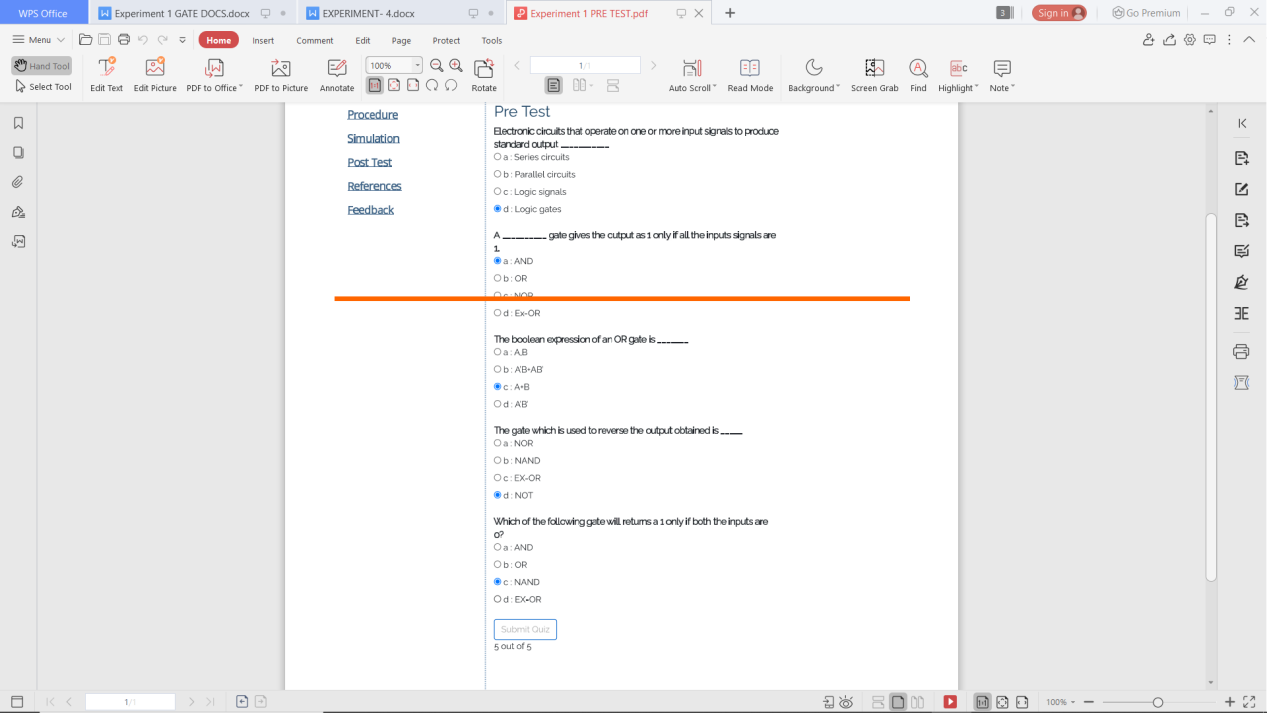 WPS Office
Experiment 1 GATE DOCS.docx
EXPERIMENT- 4.docx
Experiment 1 PRE TEST.pdf
3
Sign in
Go Premium
Menu
Home
Insert
Comment
Edit
Page
Protect
Tools
Hand Tool
Select Tool
Edit Text
Edit Picture
PDF to Office
PDF to Picture
Annotate
100%
Rotate
1/1
Auto Scroll
Read Mode
Background
Screen Grab
Find
Highlight
Note
Procedure
Simulation
Post Test
References
Feedback
Pre Test
Electronic circuits that operate on one or more input signals to produce
standard output ___________
a : Series circuits
b : Parallel circuits
c : Logic signals
d : Logic gates
A __________ gate gives the output as 1 only if all the inputs signals are
1.
a : AND
b : OR
c : NOR
d : Ex-OR
The boolean expression of an OR gate is _______
a : A.B
b : A'B+AB'
c : A+B
d : A'B'
The gate which is used to reverse the output obtained is _____
a : NOR
b : NAND
c : EX-OR
d : NOT
Which of the following gate will returns a 1 only if both the inputs are
0?
a : AND
b : OR
c : NAND
d : EX-OR
Submit Quiz
5 out of 5
1/1
100%